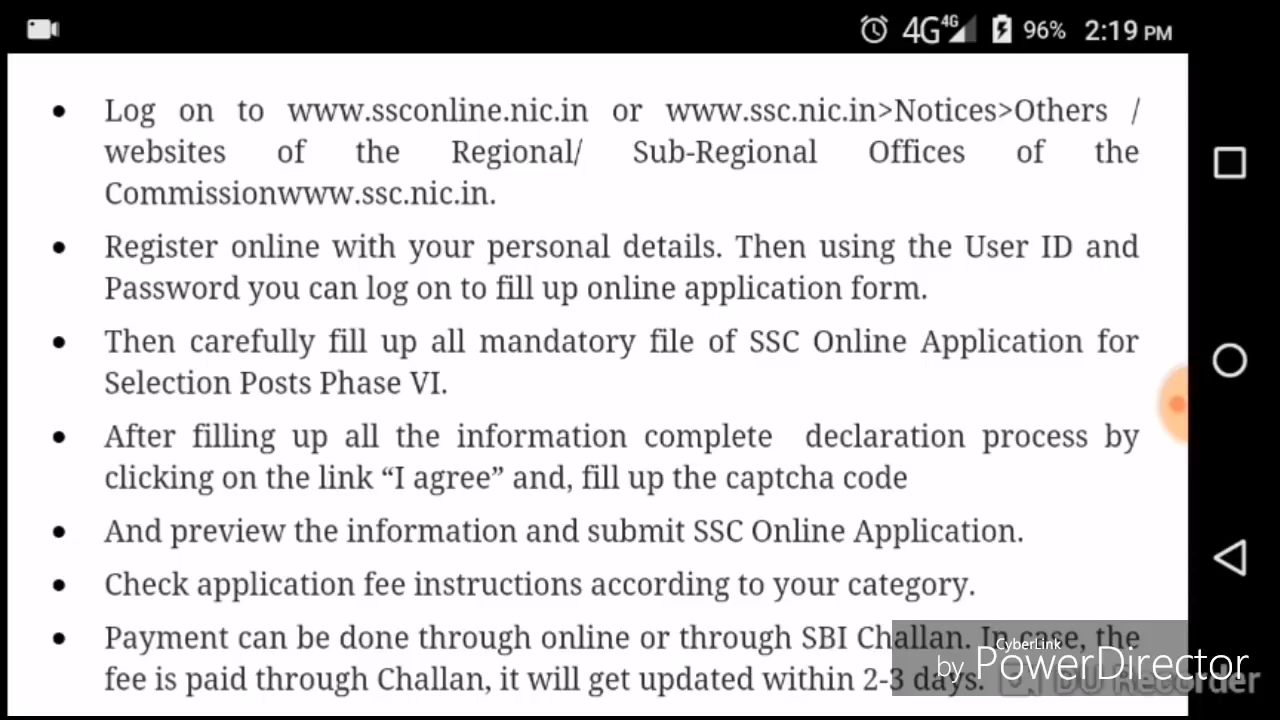 4G 4G 96% 2:19 PM
• Log on to www.ssconline.nic.in or www.ssc.nic.in>Notices>Others /
websites of the Regional/ Sub-Regional Offices of the
Commissionwww.ssc.nic.in.
• Register online with your personal details. Then using the User ID and
Password you can log on to fill up online application form.
• Then carefully fill up all mandatory file of SSC Online Application for
Selection Posts Phase VI.
• After filling up all the information complete declaration process by
clicking on the link “I agree” and, fill up the captcha code
• And preview the information and submit SSC Online Application.
• Check application fee instructions according to your category.
• Payment can be done through online or through SBI Challan. In case, the
fee is paid through Challan, it will get updated within 2-3 days.
CyberLink
by PowerDirector
DU Recorder